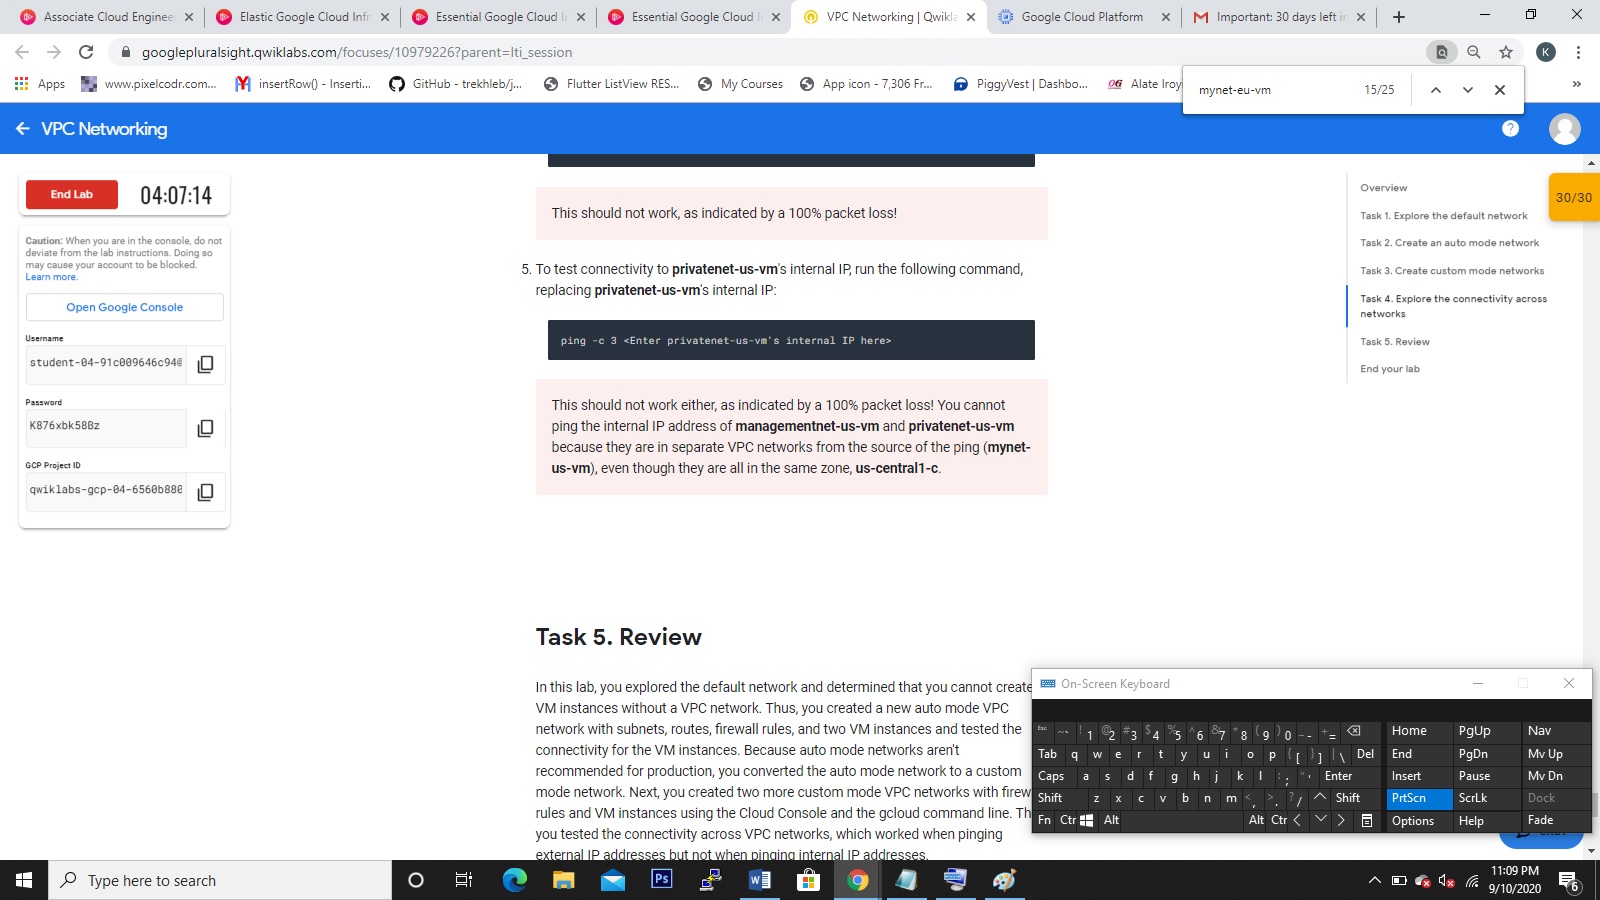 Associate Cloud Enginee
Elastic Google Cloud Infr
Essential Google Cloud I
Essential Google Cloud I
VPC Networking | Qwikla
Google Cloud Platform
Important: 30 days left in
googlepluralsight.qwiklabs.com/focuses/10979226?parent=lti_session
K
Apps
www.pixelcodr.com...
insertRow() - Inserti...
GitHub - trekhleb/j...
Flutter ListView RES...
My Courses
App icon - 7,306 Fr...
PiggyVest | Dashbo...
Alate Iroy
mynet-eu-vm
15/25
VPC Networking
End Lab
04:07:14
Caution: When you are in the console, do not
deviate from the lab instructions. Doing so
may cause your account to be blocked.
Learn more.
Open Google Console
Username
student-04-91c009646c94@
Password
K876xbk58Bz
GCP Project ID
qwiklabs-gcp-04-6560b880
This should not work, as indicated by a 100% packet loss!
5. To test connectivity to privatenet-us-vm's internal IP, run the following command,
replacing privatenet-us-vm's internal IP:
ping -c 3 <Enter privatenet-us-vm's internal IP here>
This should not work either, as indicated by a 100% packet loss! You cannot
ping the internal IP address of managementnet-us-vm and privatenet-us-vm
because they are in separate VPC networks from the source of the ping (mynet-
us-vm), even though they are all in the same zone, us-central1-c.
Task 5. Review
In this lab, you explored the default network and determined that you cannot create
VM instances without a VPC network. Thus, you created a new auto mode VPC
network with subnets, routes, firewall rules, and two VM instances and tested the
connectivity for the VM instances. Because auto mode networks aren't
recommended for production, you converted the auto mode network to a custom
mode network. Next, you created two more custom mode VPC networks with firew
rules and VM instances using the Cloud Console and the gcloud command line. Th
you tested the connectivity across VPC networks, which worked when pinging
external IP addresses but not when pinging internal IP addresses.
Overview
Task 1. Explore the default network
Task 2. Create an auto mode network
Task 3. Create custom mode networks
Task 4. Explore the connectivity across
networks
Task 5. Review
End your lab
30/30
On-Screen Keyboard
Esc ~ ` ! 1 @ 2 # 3 $ 4 % 5 ^ 6 & 7 * 8 ( 9 ) 0 _ - + =
Home PgUp Nav
Tab q w e r t y u i o p { [ } ] | \ Del
End PgDn Mv Up
Caps a s d f g h j k l : ; " ' Enter
Insert Pause Mv Dn
Shift z x c v b n m < , > . ? / Shift
PrtScn ScrLk Dock
Fn Ctr Alt Alt Ctr
Options Help Fade
Type here to search
Ps
11:09 PM
9/10/2020
6